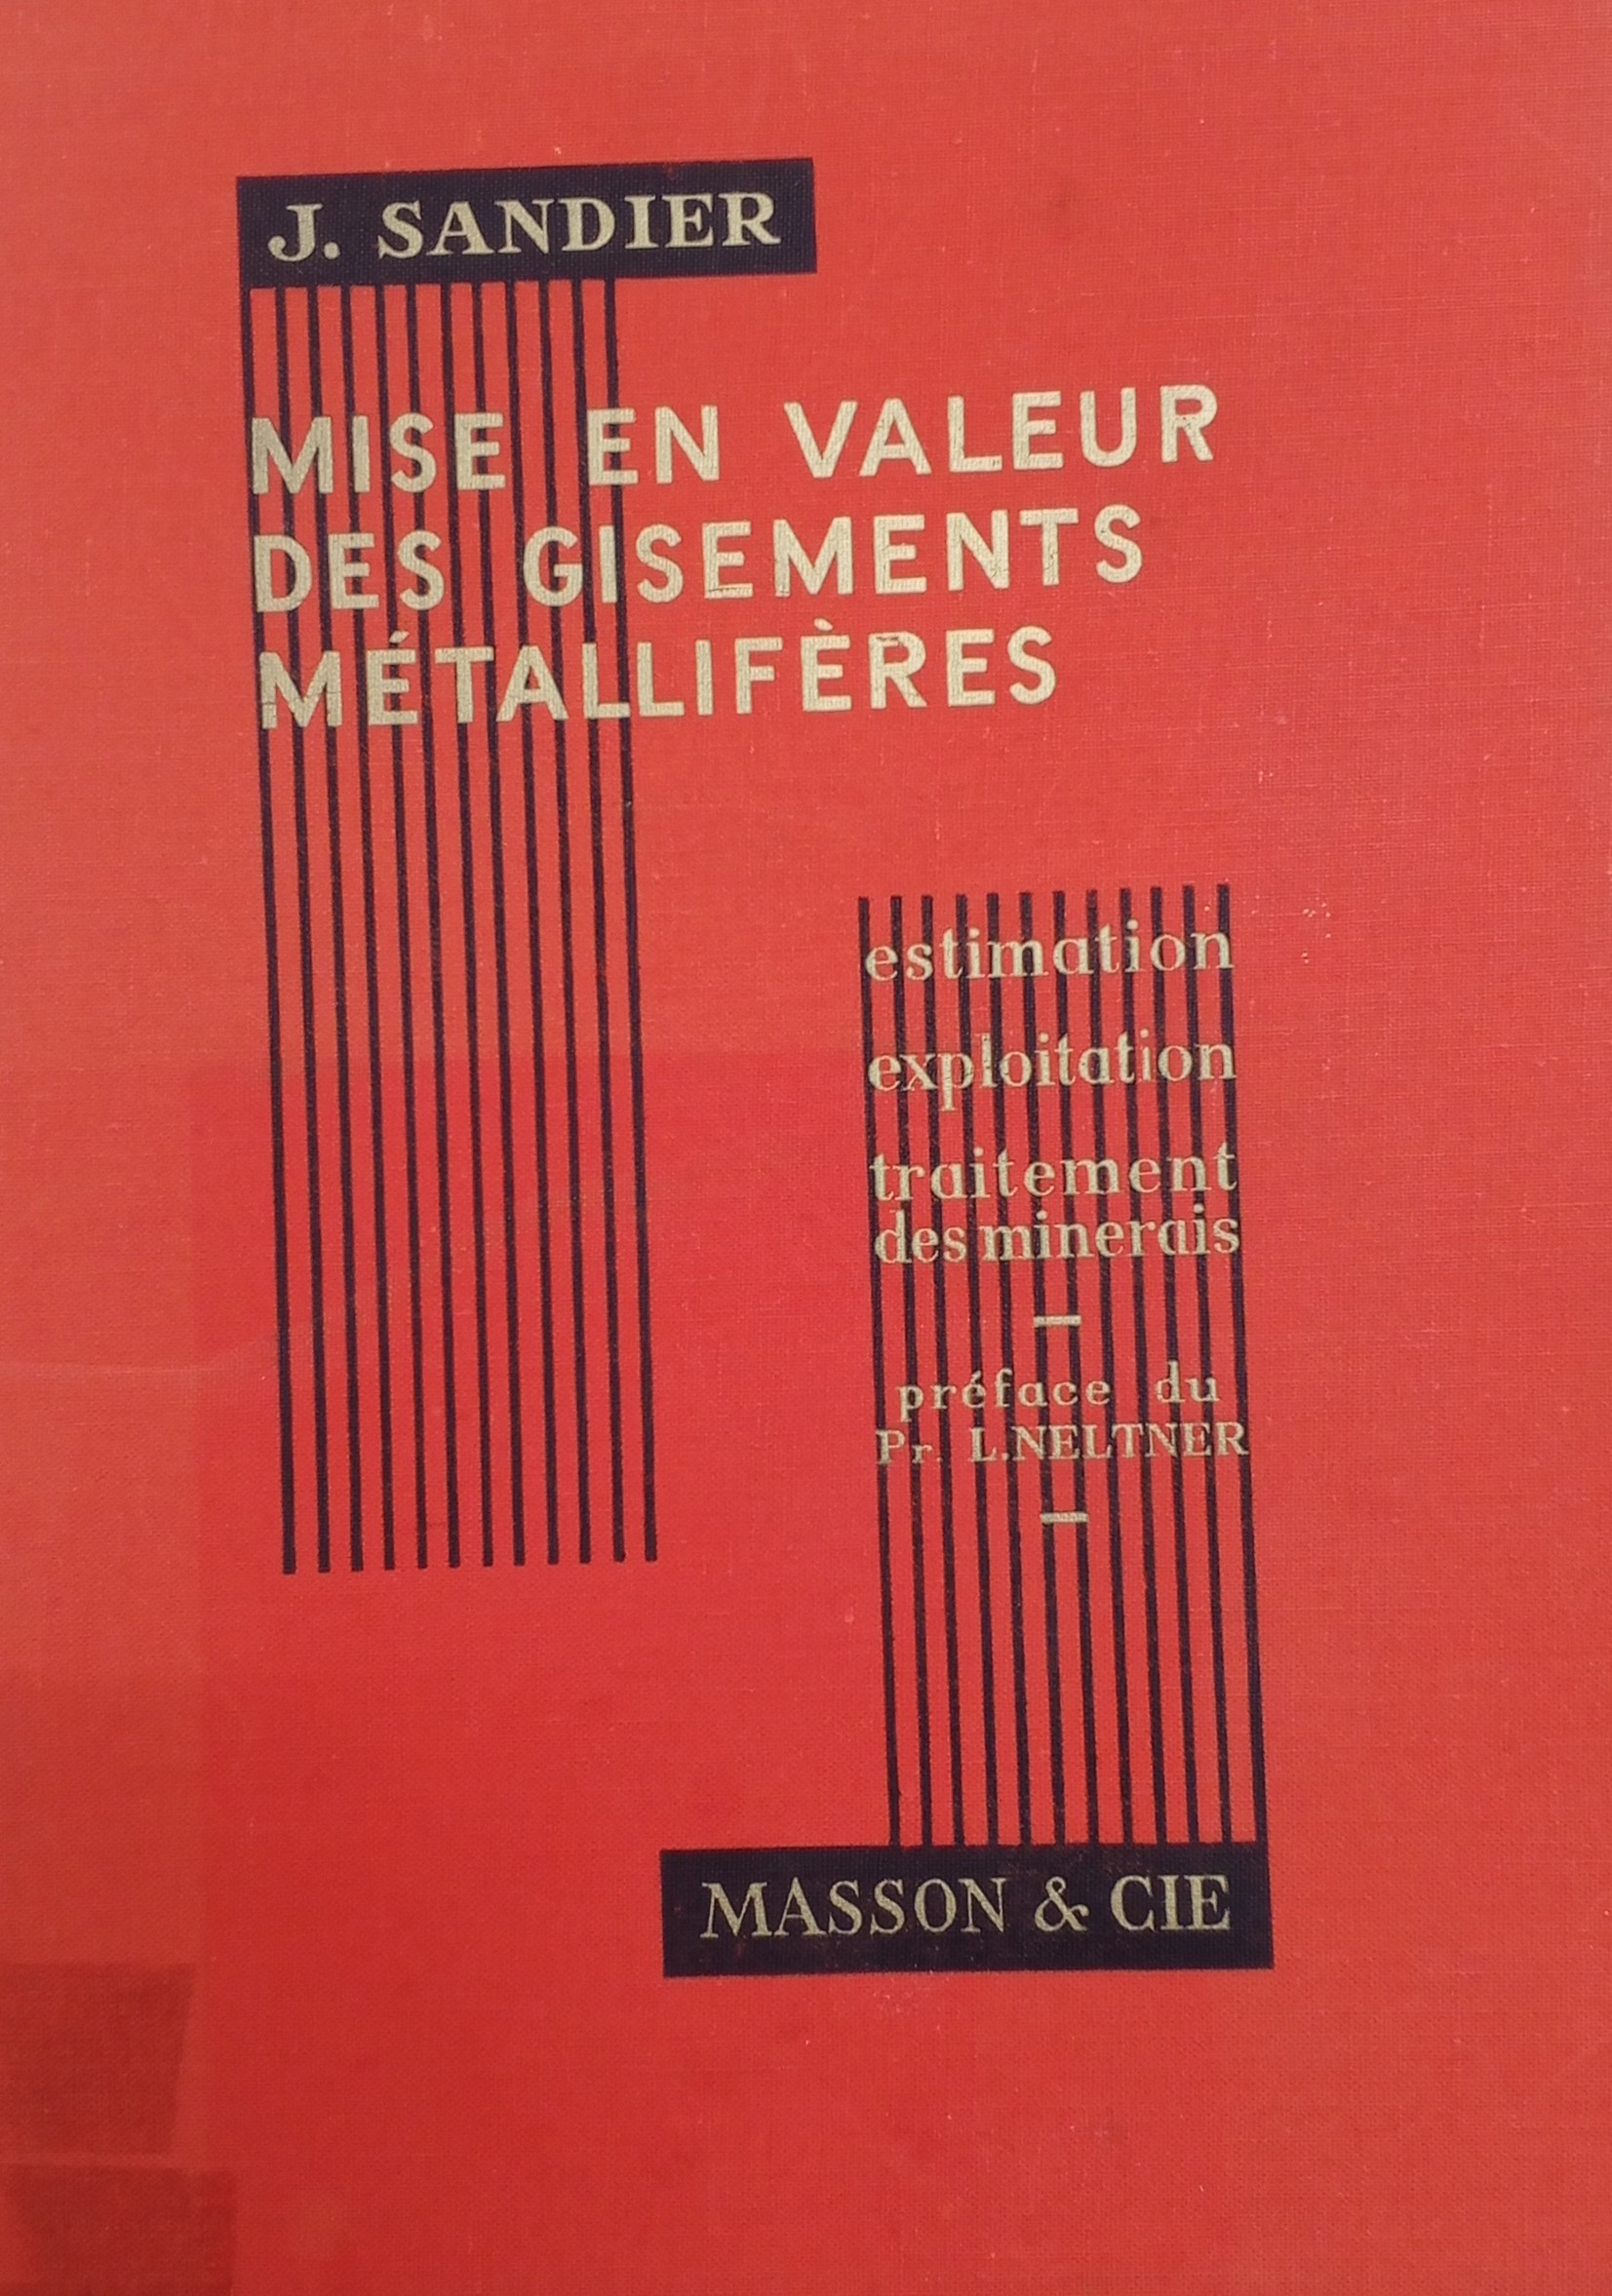 J. SANDIER
MISE EN VALEUR
DES GISEMENTS
MÉTALLIFÈRES
estimation
exploitation
traitement
des minerais
—
préface du
Pr. L. NELTNER
—
MASSON & CIE